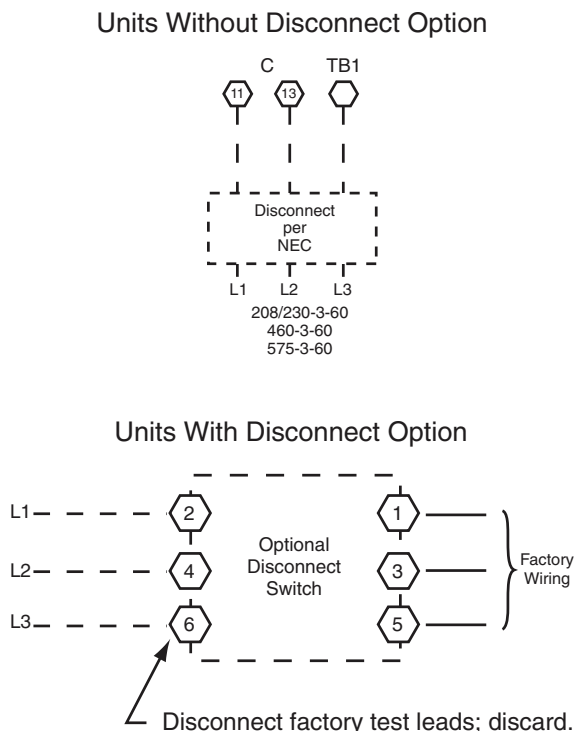 Units Without Disconnect Option
C TB1
11 13
Disconnect
per
NEC
L1 L2 L3
208/230-3-60
460-3-60
575-3-60
Units With Disconnect Option
L1 2 1
L2 4 3
L3 6 5
Optional
Disconnect
Switch
Factory
Wiring
Disconnect factory test leads; discard.